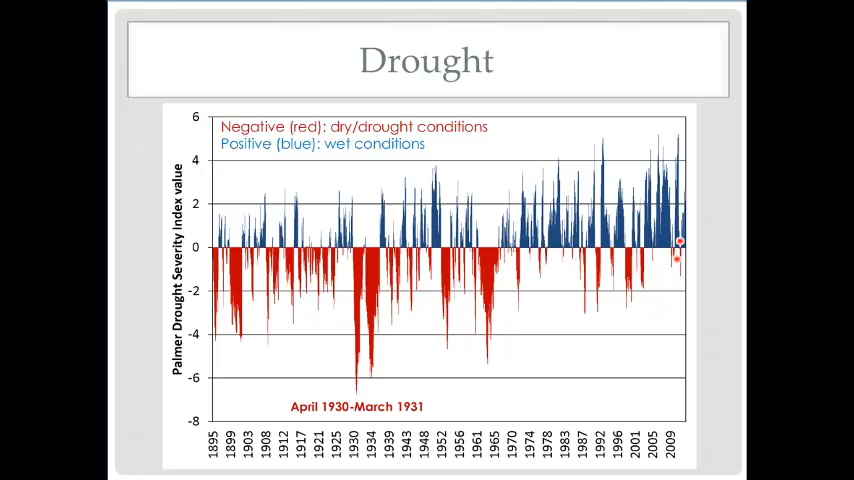 Drought
Negative (red): dry/drought conditions
Positive (blue): wet conditions
Palmer Drought Severity Index value
6
4
2
0
-2
-4
-6
-8
April 1930-March 1931
1895 1899 1903 1908 1912 1917 1921 1925 1930 1934 1939 1943 1948 1952 1956 1961 1965 1970 1974 1978 1983 1987 1992 1996 2001 2005 2009